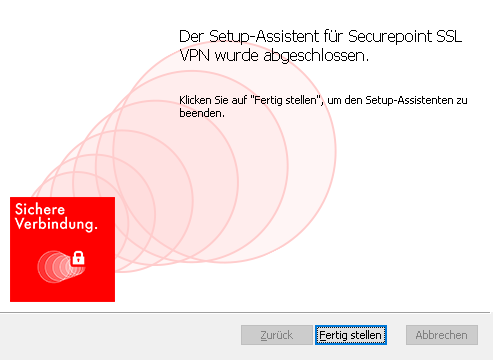 Der Setup-Assistent für Securepoint SSL
VPN wurde abgeschlossen.
Klicken Sie auf "Fertig stellen", um den Setup-Assistenten zu
beenden.
Sichere
Verbindung.
Zurück
Fertig stellen
Abbrechen